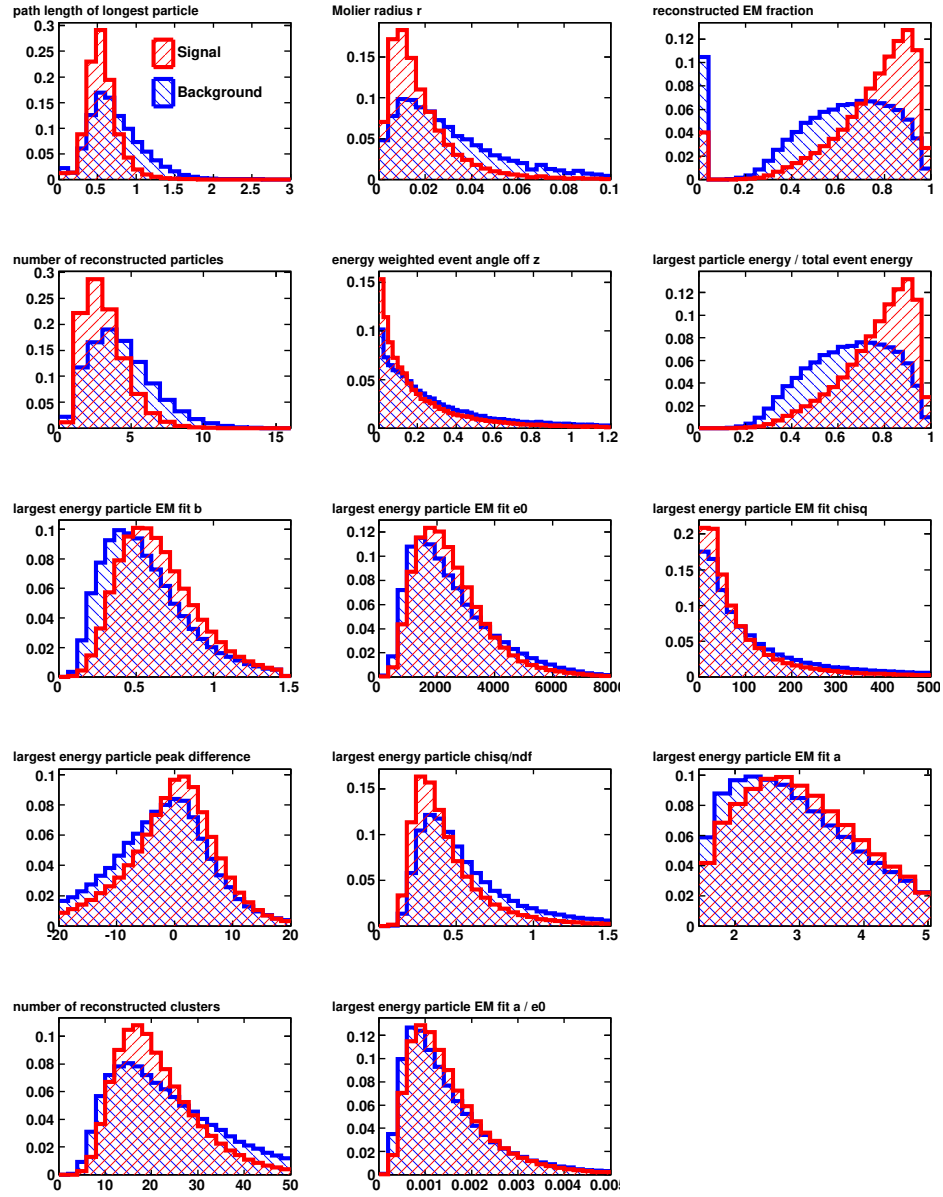 path length of longest particle
0.3
0.25
0.2
0.15
0.1
0.05
0
0 0.5 1 1.5 2 2.5 3
Signal
Background
Molier radius r
0.15
0.1
0.05
0
0 0.02 0.04 0.06 0.08 0.1
reconstructed EM fraction
0.12
0.1
0.08
0.06
0.04
0.02
0
0 0.2 0.4 0.6 0.8 1
number of reconstructed particles
0.3
0.25
0.2
0.15
0.1
0.05
0
0 5 10 15
energy weighted event angle off z
0.15
0.1
0.05
0
0 0.2 0.4 0.6 0.8 1 1.2
largest particle energy / total event energy
0.12
0.1
0.08
0.06
0.04
0.02
0
0 0.2 0.4 0.6 0.8 1
largest energy particle EM fit b
0.1
0.08
0.06
0.04
0.02
0
0 0.5 1 1.5
largest energy particle EM fit e0
0.12
0.1
0.08
0.06
0.04
0.02
0
0 2000 4000 6000 8000
largest energy particle EM fit chisq
0.2
0.15
0.1
0.05
0
0 100 200 300 400 500
largest energy particle peak difference
0.1
0.08
0.06
0.04
0.02
0
-20 -10 0 10 20
largest energy particle chisq/ndf
0.15
0.1
0.05
0
0 0.5 1 1.5
largest energy particle EM fit a
0.1
0.08
0.06
0.04
0.02
0
2 3 4 5
number of reconstructed clusters
0.1
0.08
0.06
0.04
0.02
0
0 10 20 30 40 50
largest energy particle EM fit a / e0
0.12
0.1
0.08
0.06
0.04
0.02
0
0 0.001 0.002 0.003 0.004 0.005